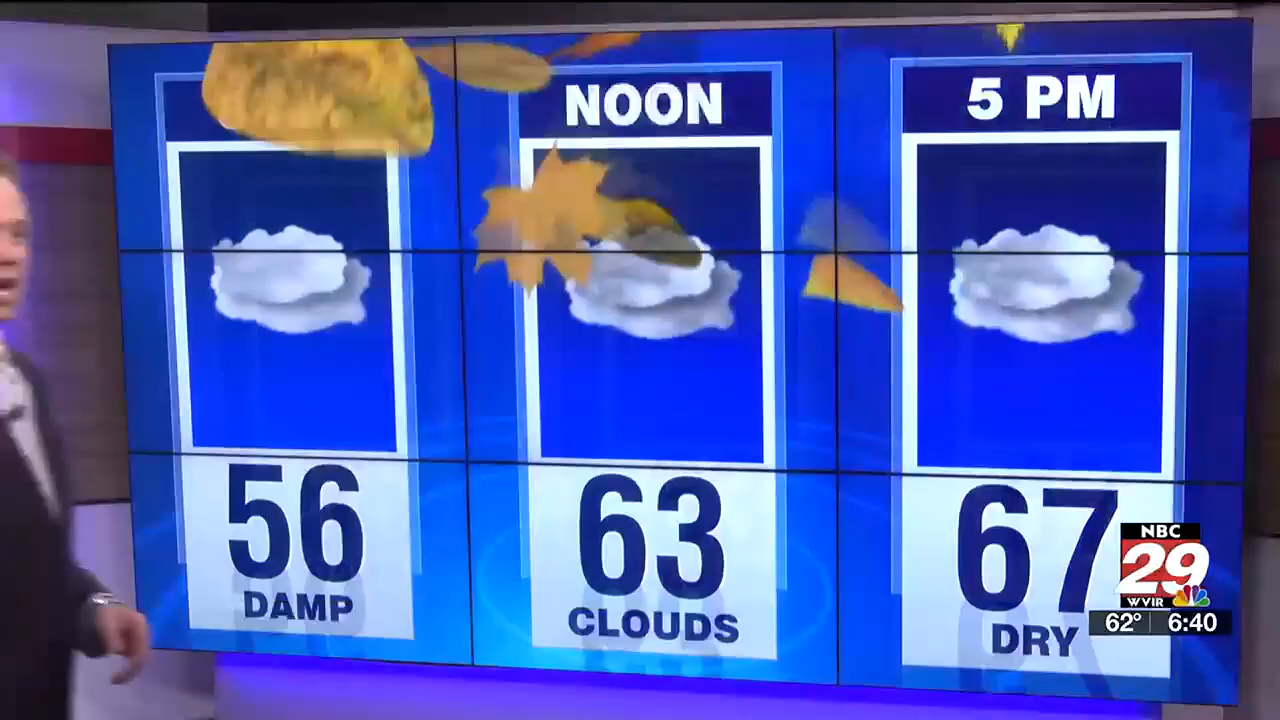 NOON
5 PM
56
63
67
DAMP
CLOUDS
DRY
NBC
29
WVIR
62° 6:40